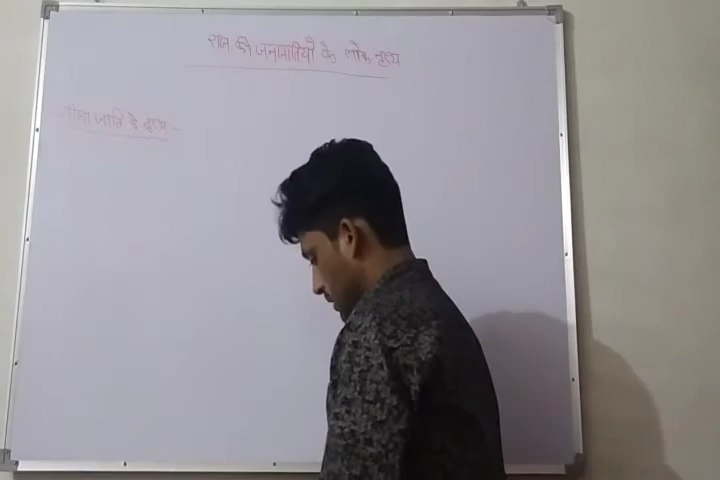 राज की जनजातियों के लोक नृत्य
जाति के नृत्य